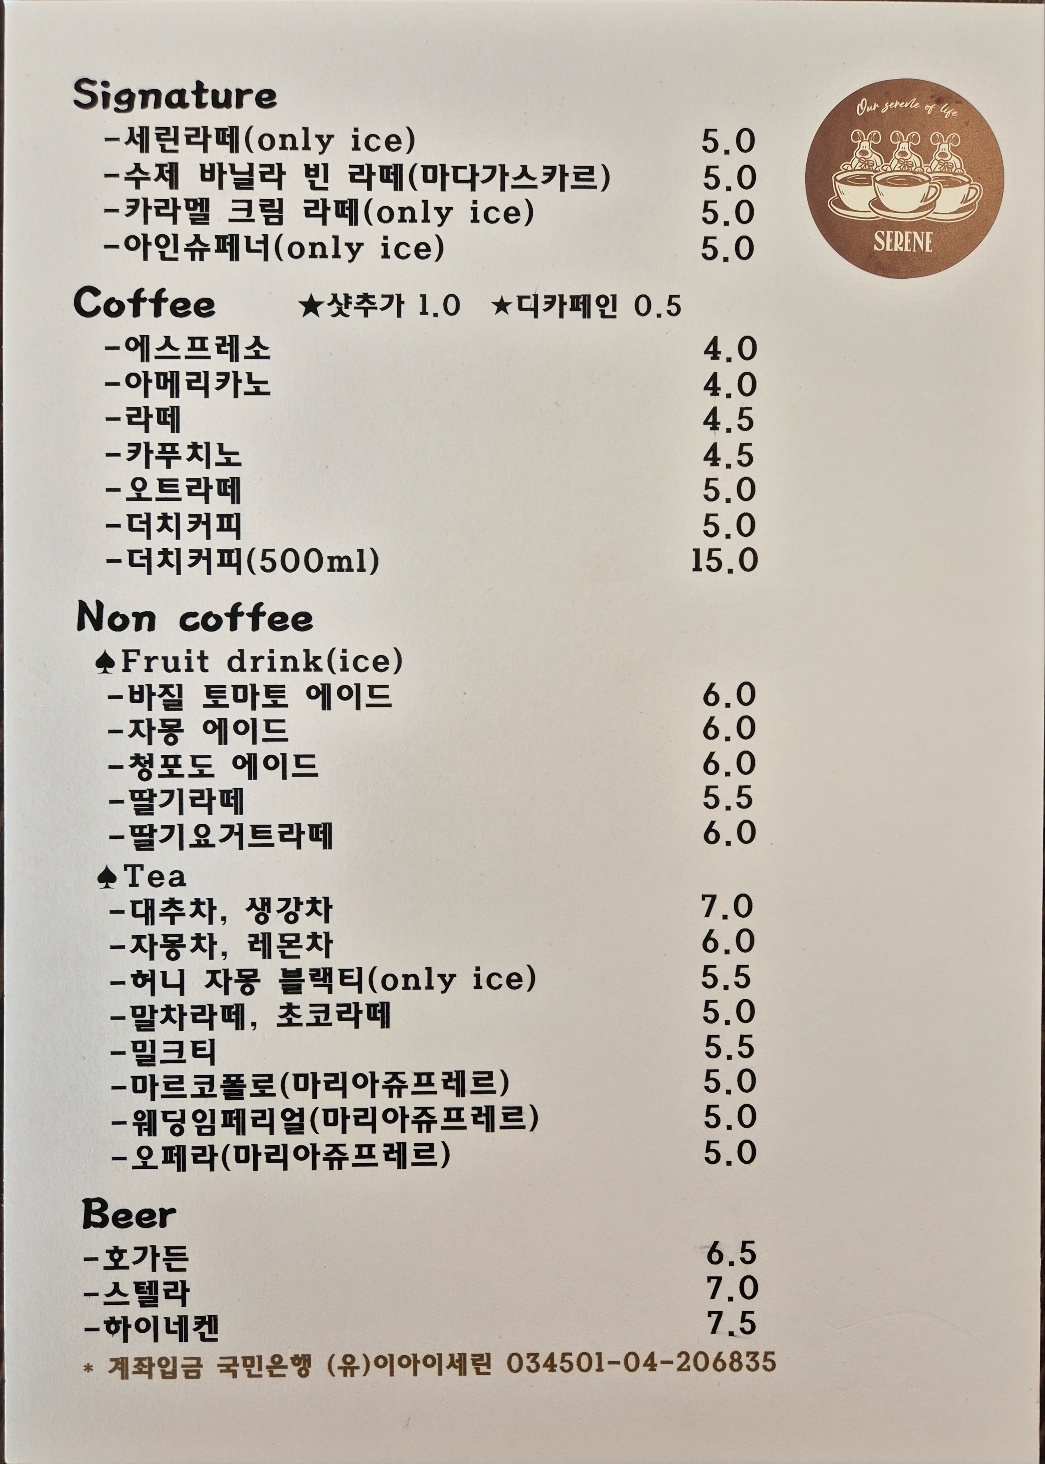 Signature
-세린라떼(only ice) 5.0
-수제 바닐라 빈 라떼(마다가스카르) 5.0
-카라멜 크림 라떼(only ice) 5.0
-아인슈페너(only ice) 5.0
Our serene of life
SERENE
Coffee ★샷추가 1.0 ★디카페인 0.5
-에스프레소 4.0
-아메리카노 4.0
-라떼 4.5
-카푸치노 4.5
-오트라떼 5.0
-더치커피 5.0
-더치커피(500ml) 15.0
Non coffee
♠Fruit drink(ice)
-바질 토마토 에이드 6.0
-자몽 에이드 6.0
-청포도 에이드 6.0
-딸기라떼 5.5
-딸기요거트라떼 6.0
♠Tea
-대추차, 생강차 7.0
-자몽차, 레몬차 6.0
-허니 자몽 블랙티(only ice) 5.5
-말차라떼, 초코라떼 5.0
-밀크티 5.5
-마르코폴로(마리아쥬프레르) 5.0
-웨딩임페리얼(마리아쥬프레르) 5.0
-오페라(마리아쥬프레르) 5.0
Beer
-호가든 6.5
-스텔라 7.0
-하이네켄 7.5
* 계좌입금 국민은행 (유)이아이세린 034501-04-206835